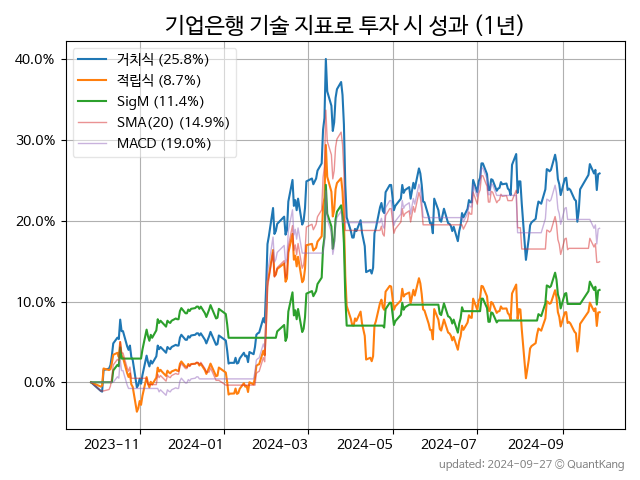 기업은행 기술 지표로 투자 시 성과 (1년)
거치식 (25.8%)
적립식 (8.7%)
SigM (11.4%)
SMA(20) (14.9%)
MACD (19.0%)
40.0%
30.0%
20.0%
10.0%
0.0%
2023-11 2024-01 2024-03 2024-05 2024-07 2024-09
updated: 2024-09-27 © QuantKang